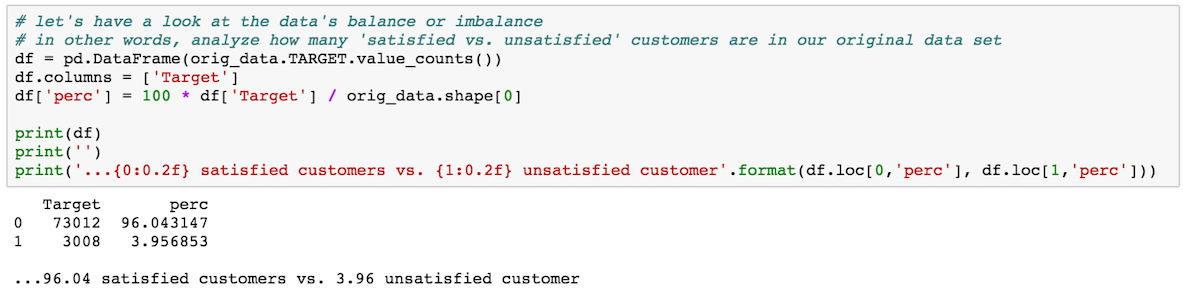 # let's have a look at the data's balance or imbalance
# in other words, analyze how many 'satisfied vs. unsatisfied' customers are in our original data set
df = pd.DataFrame(orig_data.TARGET.value_counts())
df.columns = ['Target']
df['perc'] = 100 * df['Target'] / orig_data.shape[0]
print(df)
print('')
print('...{0:0.2f} satisfied customers vs. {1:0.2f} unsatisfied customer'.format(df.loc[0,'perc'], df.loc[1,'perc']))
Target perc
0 73012 96.043147
1 3008 3.956853
...96.04 satisfied customers vs. 3.96 unsatisfied customer